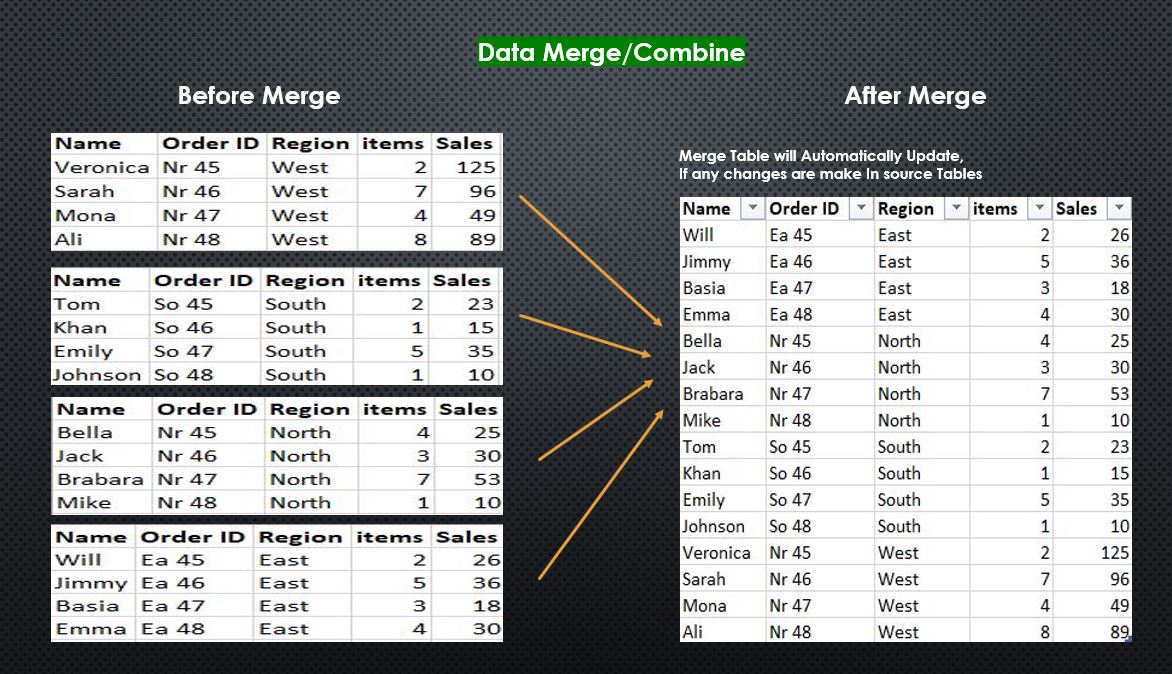 Data Merge/Combine
Before Merge
After Merge
Name Order ID Region items Sales
Veronica Nr 45 West 2 125
Sarah Nr 46 West 7 96
Mona Nr 47 West 4 49
Ali Nr 48 West 8 89
Name Order ID Region items Sales
Tom So 45 South 2 23
Khan So 46 South 1 15
Emily So 47 South 5 35
Johnson So 48 South 1 10
Name Order ID Region items Sales
Bella Nr 45 North 4 25
Jack Nr 46 North 3 30
Brabara Nr 47 North 7 53
Mike Nr 48 North 1 10
Name Order ID Region items Sales
Will Ea 45 East 2 26
Jimmy Ea 46 East 5 36
Basia Ea 47 East 3 18
Emma Ea 48 East 4 30
Merge Table will Automatically Update,
If any changes are make In source Tables
Name Order ID Region items Sales
Will Ea 45 East 2 26
Jimmy Ea 46 East 5 36
Basia Ea 47 East 3 18
Emma Ea 48 East 4 30
Bella Nr 45 North 4 25
Jack Nr 46 North 3 30
Brabara Nr 47 North 7 53
Mike Nr 48 North 1 10
Tom So 45 South 2 23
Khan So 46 South 1 15
Emily So 47 South 5 35
Johnson So 48 South 1 10
Veronica Nr 45 West 2 125
Sarah Nr 46 West 7 96
Mona Nr 47 West 4 49
Ali Nr 48 West 8 89